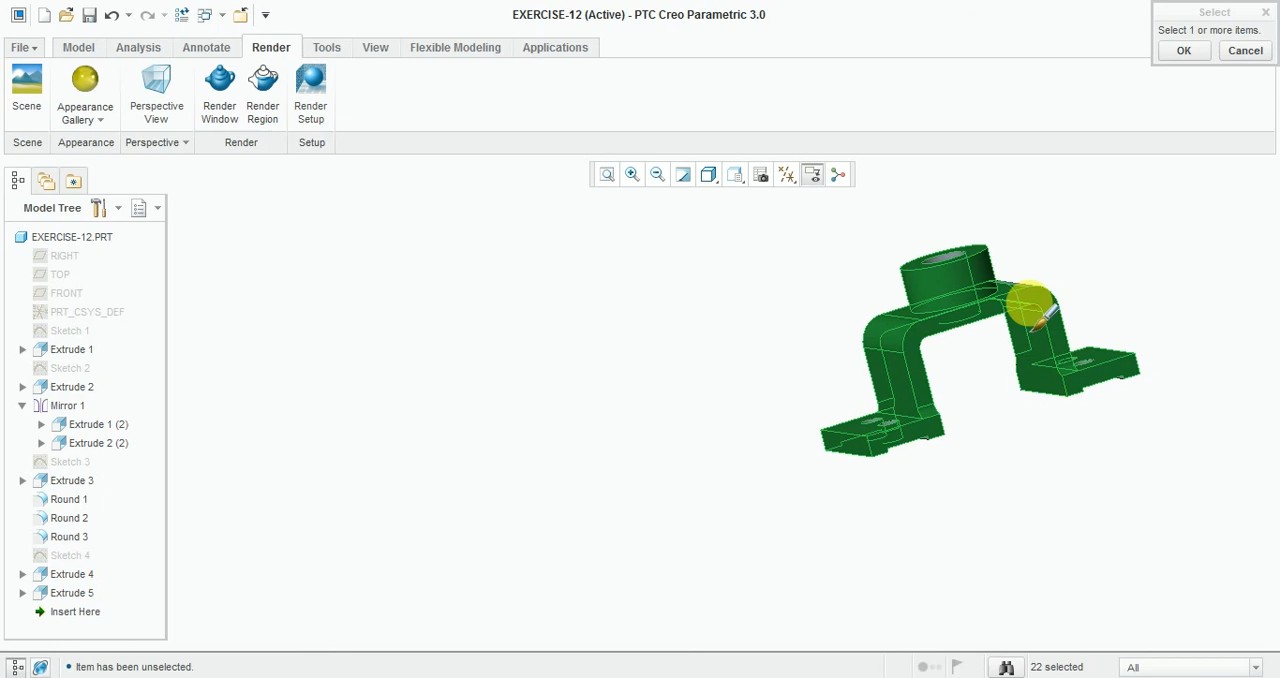 EXERCISE-12 (Active) - PTC Creo Parametric 3.0
Select
Select 1 or more items.
OK Cancel
File Model Analysis Annotate Render Tools View Flexible Modeling Applications
Scene Appearance Gallery Perspective View Render Window Render Region Render Setup
Scene Appearance Perspective Render Setup
Model Tree
EXERCISE-12.PRT
RIGHT
TOP
FRONT
PRT_CSYS_DEF
Sketch 1
Extrude 1
Sketch 2
Extrude 2
Mirror 1
Extrude 1 (2)
Extrude 2 (2)
Sketch 3
Extrude 3
Round 1
Round 2
Round 3
Sketch 4
Extrude 4
Extrude 5
Insert Here
Item has been unselected.
22 selected
All